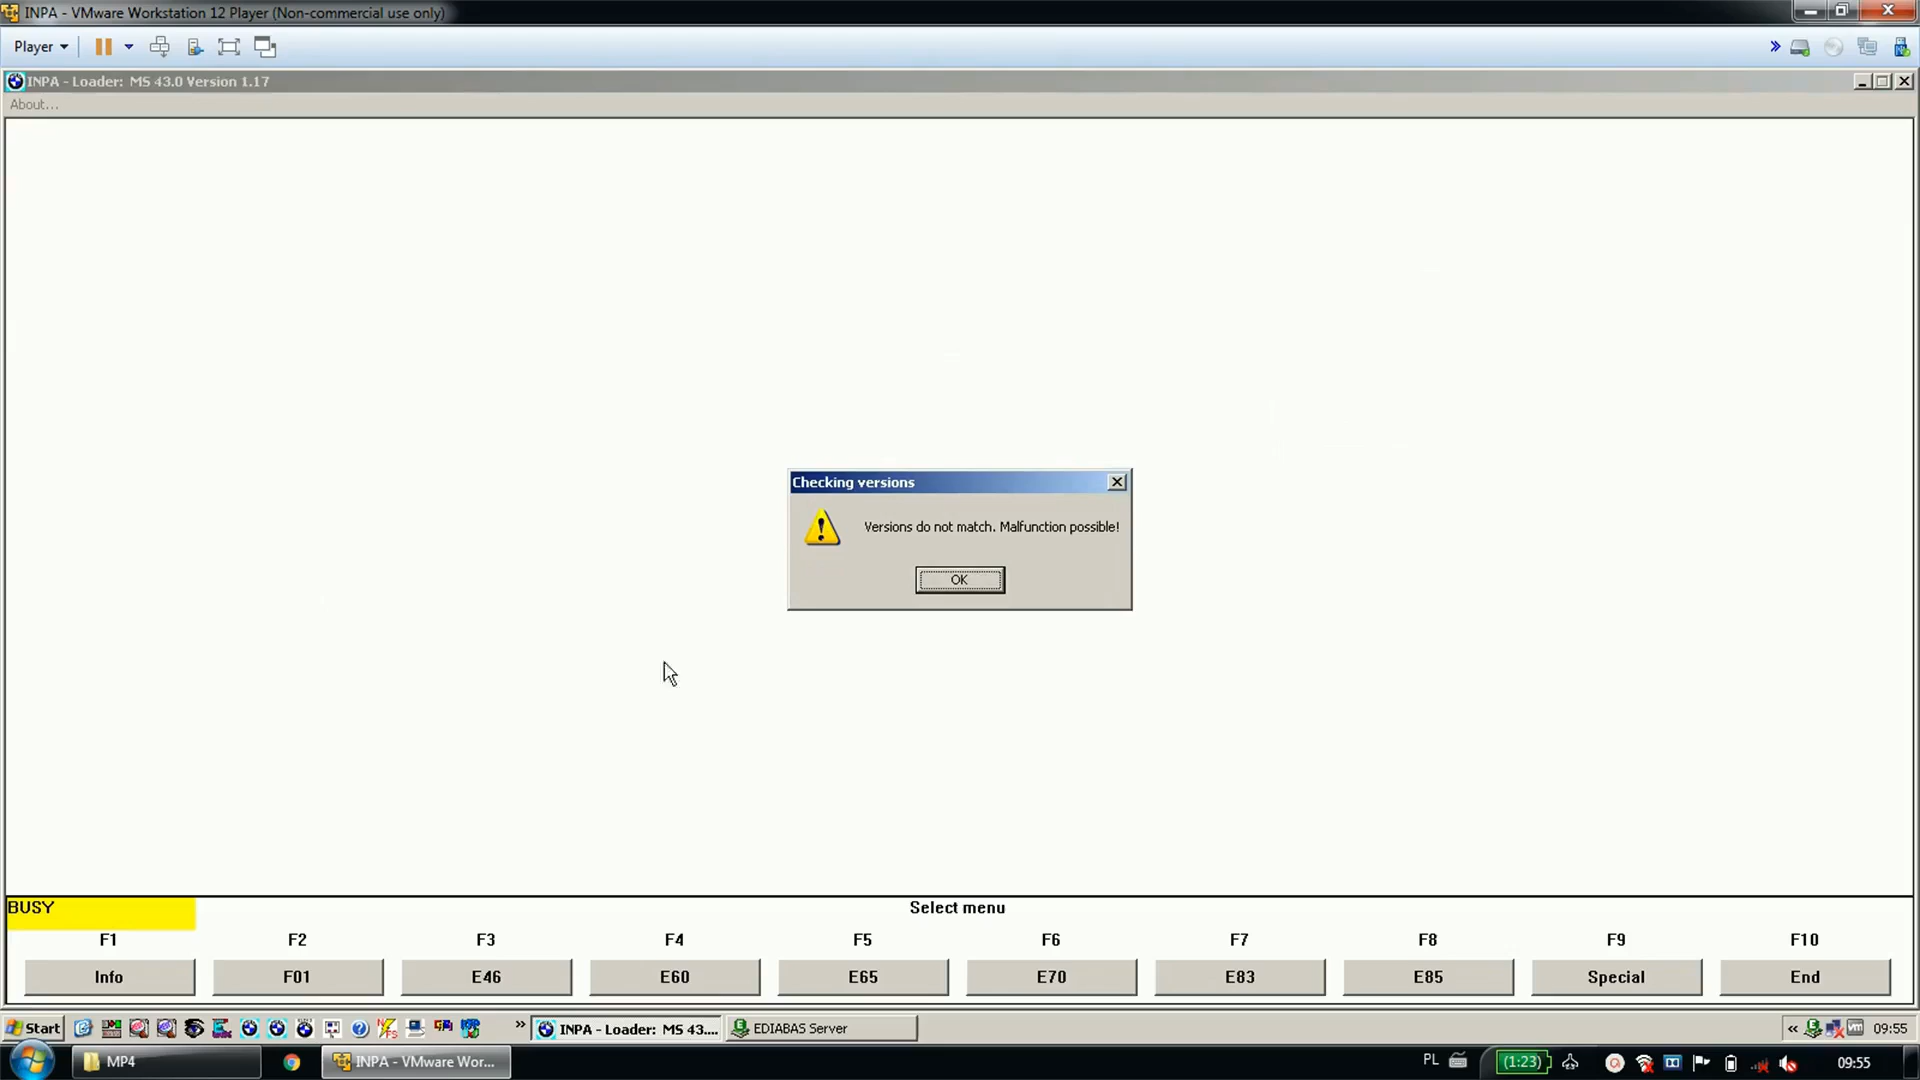 INPA - VMware Workstation 12 Player (Non-commercial use only)
Player
INPA - Loader: MS 43.0 Version 1.17
About...
Checking versions
Versions do not match. Malfunction possible!
OK
BUSY
Select menu
F1 F2 F3 F4 F5 F6 F7 F8 F9 F10
Info F01 E46 E60 E65 E70 E83 E85 Special End
Start INPA - Loader: MS 43.... EDIABAS Server 09:55
MP4 INPA - VMware Wor... PL (1:23) 09:55